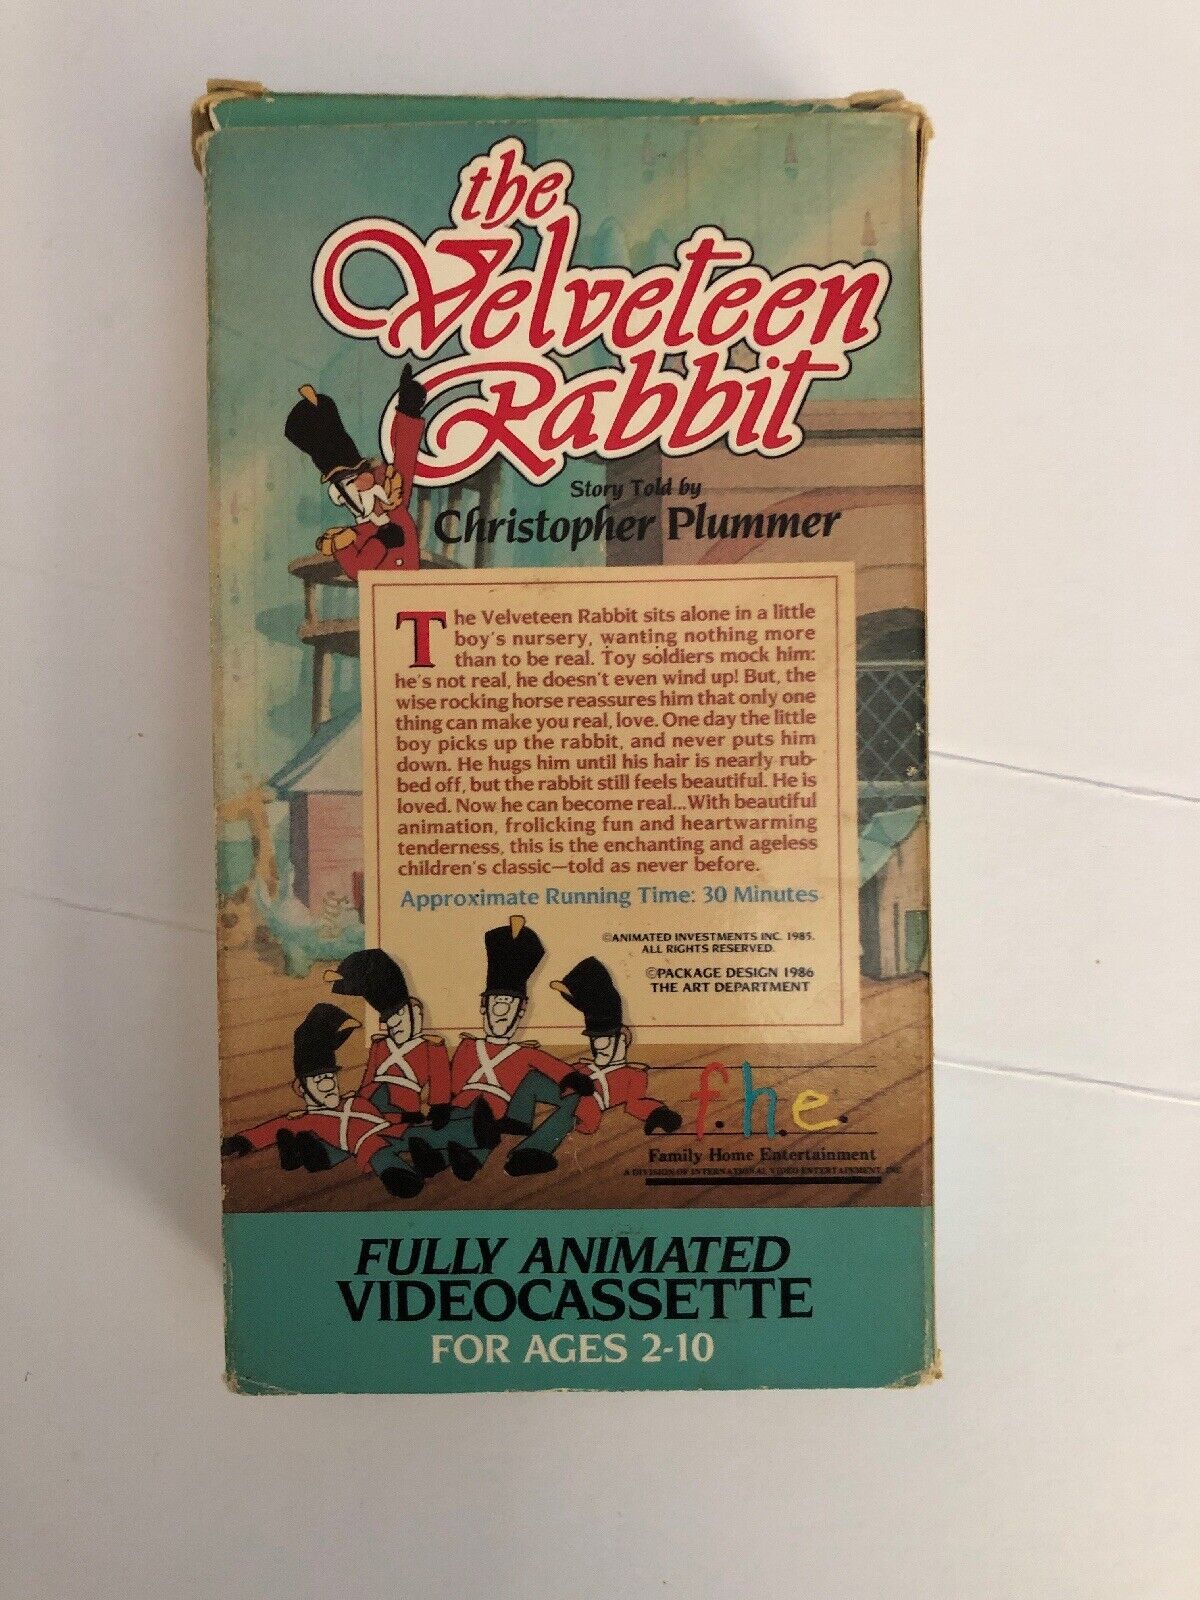 the
Velveteen
Rabbit
Story Told by
Christopher Plummer
The Velveteen Rabbit sits alone in a little
boy's nursery, wanting nothing more
than to be real. Toy soldiers mock him:
he's not real, he doesn't even wind up! But, the
wise rocking horse reassures him that only one
thing can make you real, love. One day the little
boy picks up the rabbit, and never puts him
down. He hugs him until his hair is nearly rub-
bed off, but the rabbit still feels beautiful. He is
loved. Now he can become real...With beautiful
animation, frolicking fun and heartwarming
tenderness, this is the enchanting and ageless
children's classic—told as never before.
Approximate Running Time: 30 Minutes
©ANIMATED INVESTMENTS INC. 1985.
ALL RIGHTS RESERVED.
©PACKAGE DESIGN 1986
THE ART DEPARTMENT
f.h.e.
Family Home Entertainment
A DIVISION OF INTERNATIONAL VIDEO ENTERTAINMENT, INC.
FULLY ANIMATED
VIDEOCASSETTE
FOR AGES 2-10